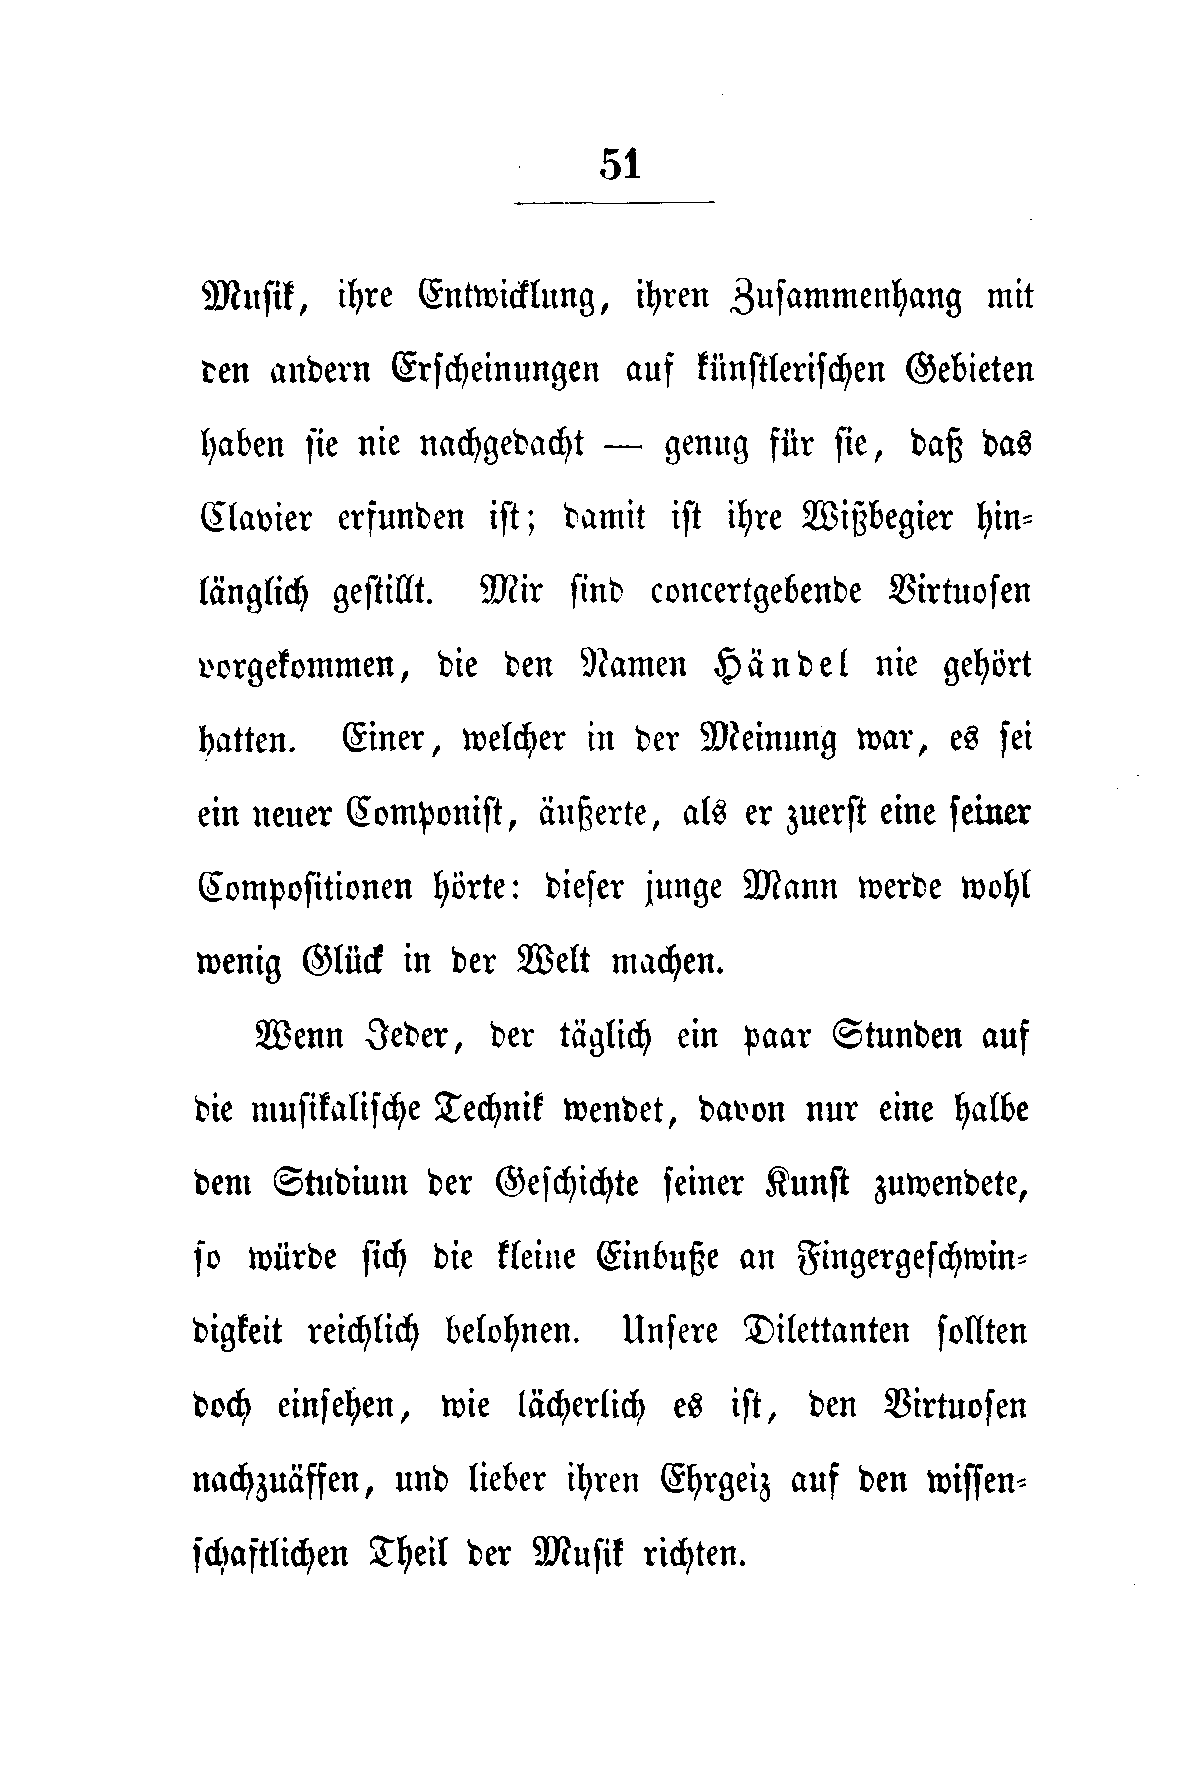 51
Musik, ihre Entwicklung, ihren Zusammenhang mit
den andern Erscheinungen auf künstlerischen Gebieten
haben sie nie nachgedacht — genug für sie, daß das
Clavier erfunden ist; damit ist ihre Wißbegier hin=
länglich gestillt. Mir sind concertgebende Virtuosen
vorgekommen, die den Namen Händel nie gehört
hatten. Einer, welcher in der Meinung war, es sei
ein neuer Componist, äußerte, als er zuerst eine seiner
Compositionen hörte: dieser junge Mann werde wohl
wenig Glück in der Welt machen.
Wenn Jeder, der täglich ein paar Stunden auf
die musikalische Technik wendet, davon nur eine halbe
dem Studium der Geschichte seiner Kunst zuwendete,
so würde sich die kleine Einbuße an Fingergeschwin=
digkeit reichlich belohnen. Unsere Dilettanten sollten
doch einsehen, wie lächerlich es ist, den Virtuosen
nachzuäffen, und lieber ihren Ehrgeiz auf den wissen=
schaftlichen Theil der Musik richten.